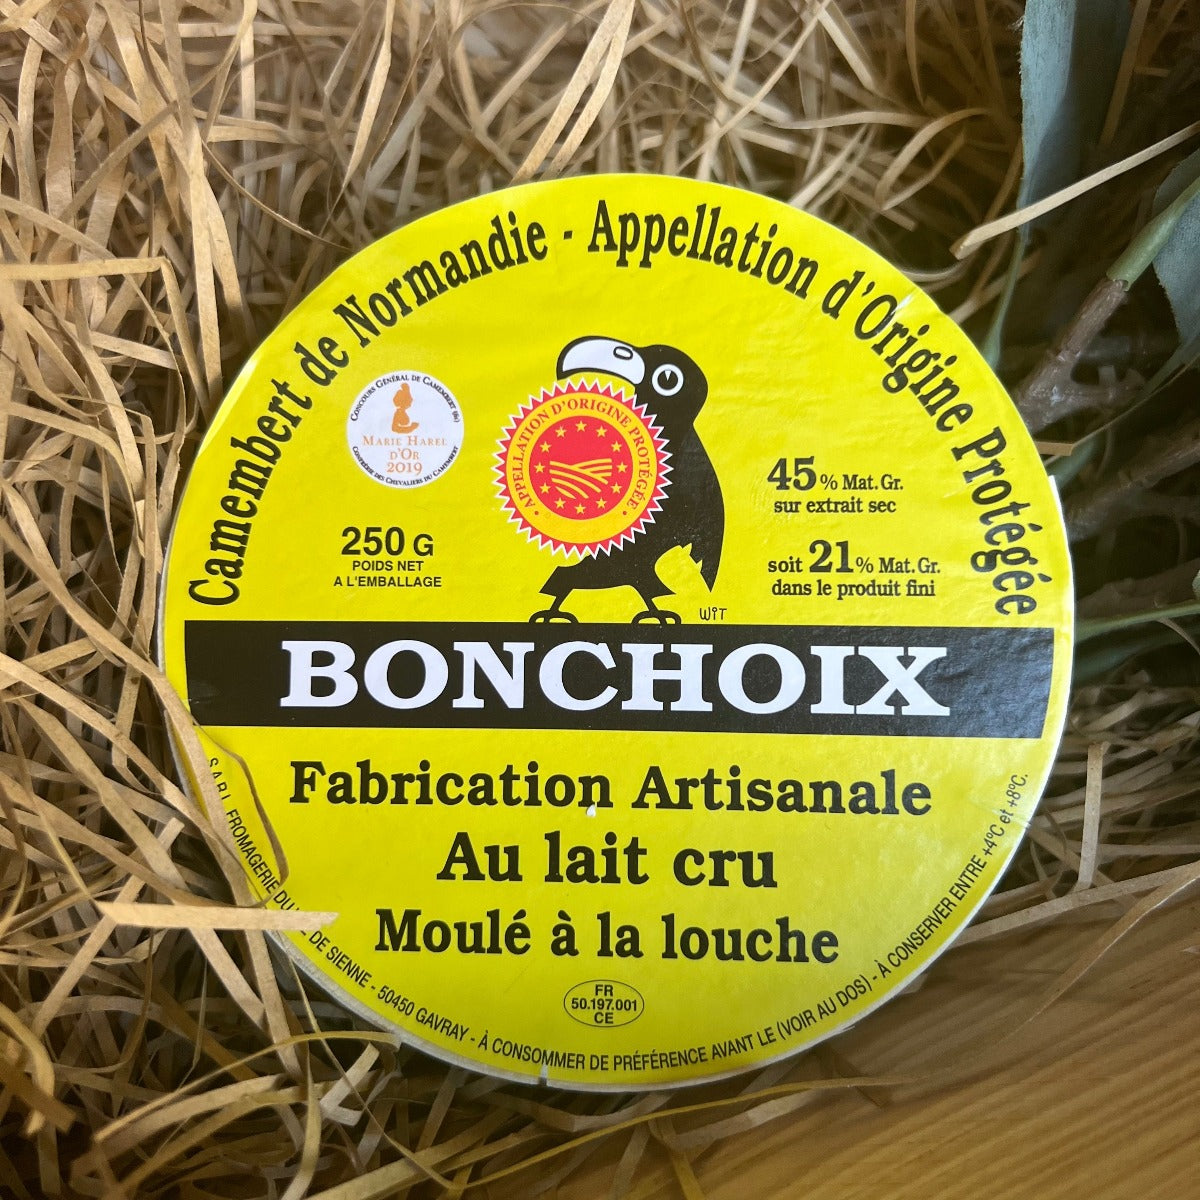 Camembert de Normandie - Appellation d'Origine Protégée
CONCOURS GÉNÉRAL DE CAMEMBERT (61)
MARIE HAREL
D'OR
2019
CONFRÉRIE DES CHEVALIERS DU CAMEMBERT
APPELLATION D'ORIGINE PROTÉGÉE
250 G
POIDS NET
A L'EMBALLAGE
45% Mat. Gr.
sur extrait sec
soit 21% Mat. Gr.
dans le produit fini
WiT
BONCHOIX
Fabrication Artisanale
Au lait cru
Moulé à la louche
FR
50.197.001
CE
SARL FROMAGERIE DE SIENNE - 50450 GAVRAY - À CONSOMMER DE PRÉFÉRENCE AVANT LE (VOIR AU DOS) - À CONSERVER ENTRE +4°C et +8°C.